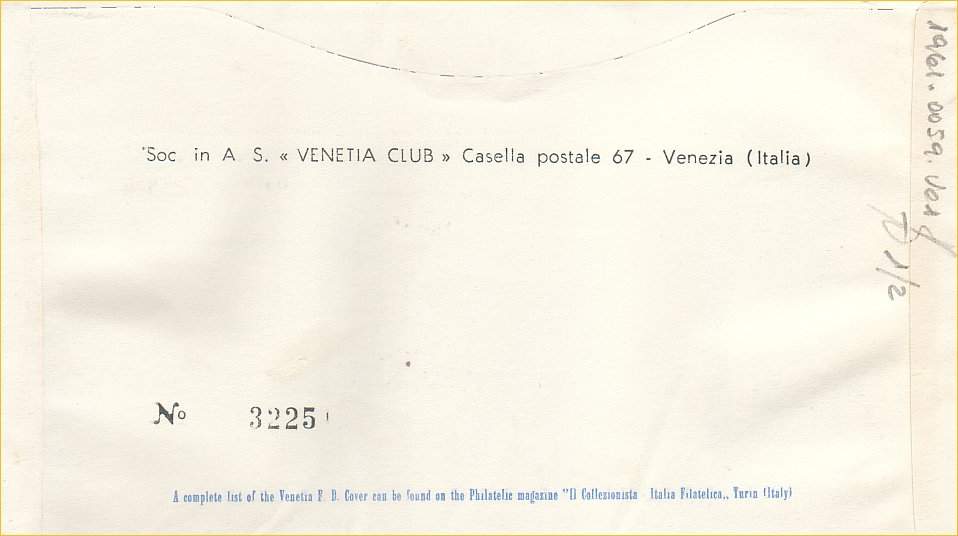 Soc in A. S. « VENETIA CLUB » Casella postale 67 - Venezia (Italia)
No 3225
A complete list of the Venetia F. D. Cover can be found on the Philatelic magazine "Il Collezionista Italia Filatelica,, Turin (Italy)
1961.0059.V01
1/2